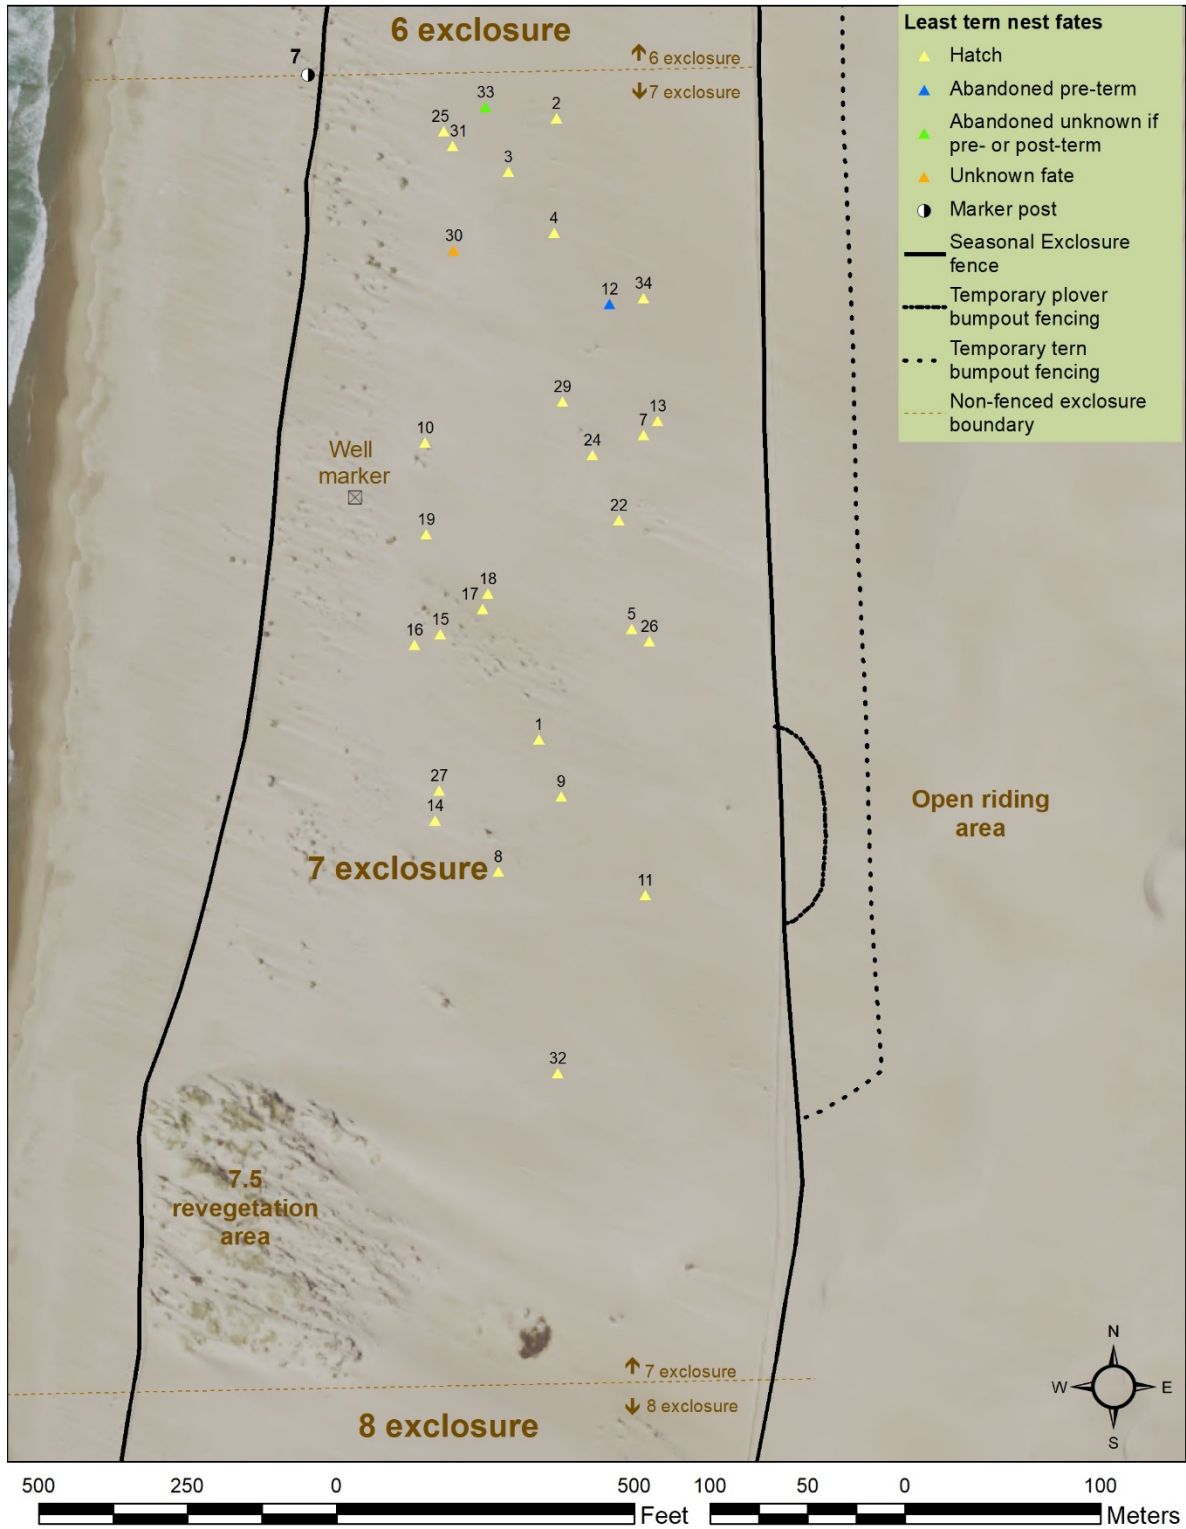 6 exclosure
Least tern nest fates
Hatch
Abandoned pre-term
Abandoned unknown if
pre- or post-term
Unknown fate
Marker post
Seasonal Exclosure
fence
Temporary plover
bumpout fencing
Temporary tern
bumpout fencing
Non-fenced exclosure
boundary
7
6 exclosure
7 exclosure
33
2
25
31
3
4
30
12
34
29
13
7
10
24
Well
marker
22
19
18
17
15
16
5
26
1
27
9
14
Open riding
area
7 exclosure
8
11
32
7.5
revegetation
area
7 exclosure
8 exclosure
8 exclosure
N
W
E
S
500
250
0
500
Feet
100
50
0
100
Meters